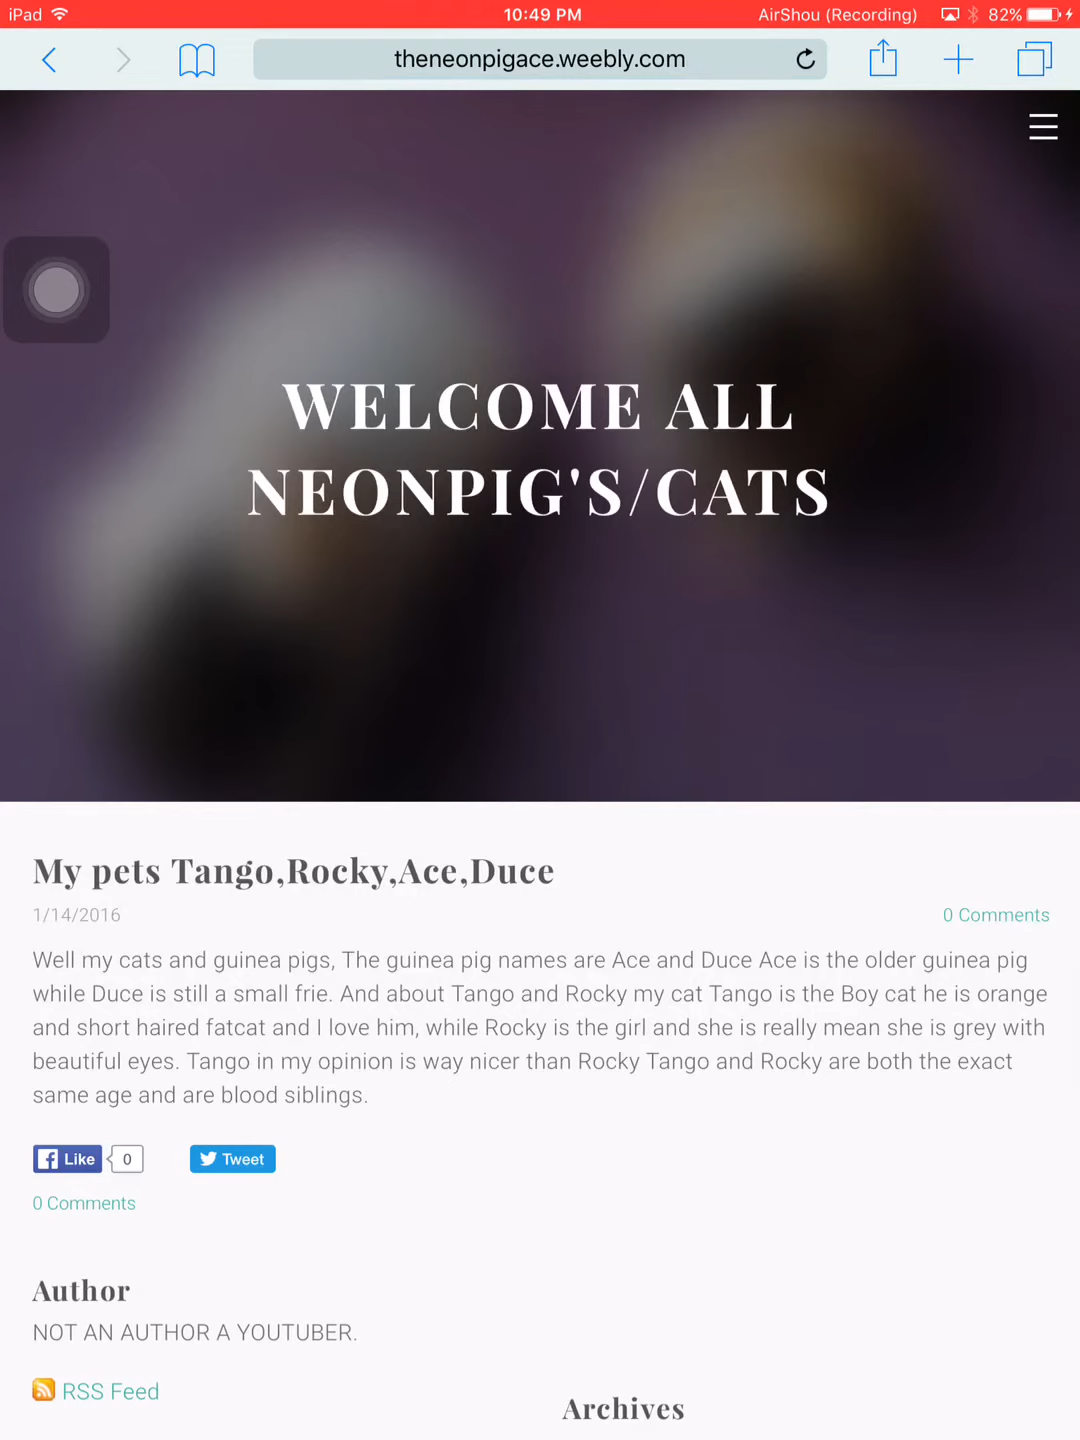 iPad 10:49 PM AirShou (Recording) 82%
theneonpigace.weebly.com
WELCOME ALL
NEONPIG'S/CATS
My pets Tango,Rocky,Ace,Duce
1/14/2016 0 Comments
Well my cats and guinea pigs, The guinea pig names are Ace and Duce Ace is the older guinea pig
while Duce is still a small frie. And about Tango and Rocky my cat Tango is the Boy cat he is orange
and short haired fatcat and I love him, while Rocky is the girl and she is really mean she is grey with
beautiful eyes. Tango in my opinion is way nicer than Rocky Tango and Rocky are both the exact
same age and are blood siblings.
Like 0 Tweet
0 Comments
Author
NOT AN AUTHOR A YOUTUBER.
RSS Feed
Archives